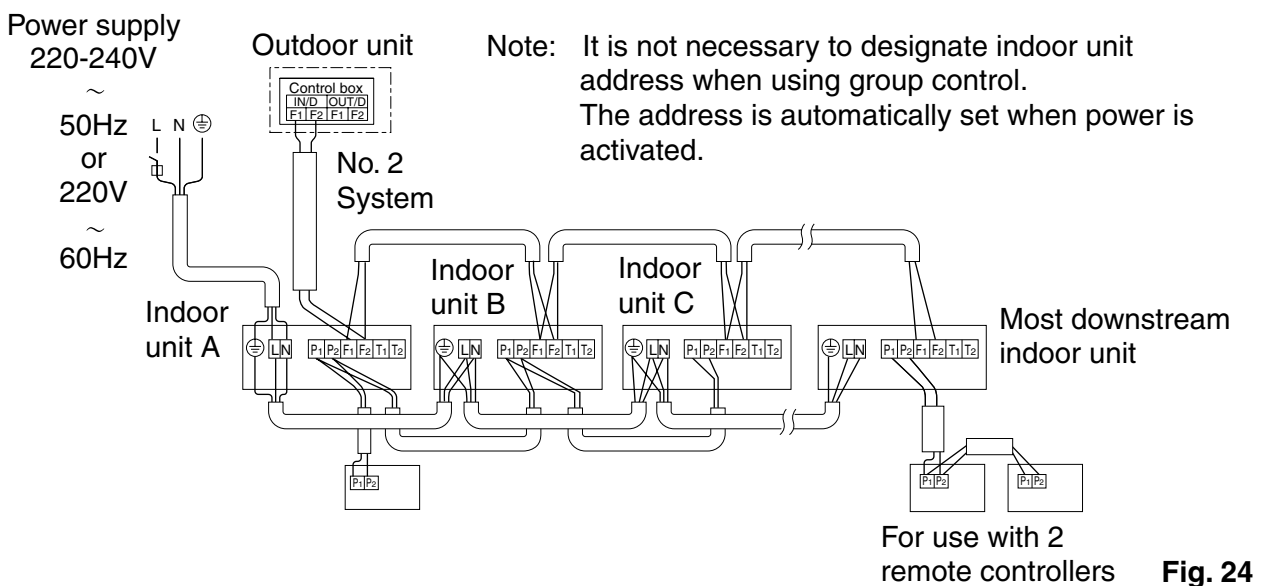 Power supply
220-240V
~
50Hz
or
220V
~
60Hz
L N
Outdoor unit
Control box
IN/D OUT/D
F1 F2 F1 F2
No. 2
System
Note: It is not necessary to designate indoor unit
address when using group control.
The address is automatically set when power is
activated.
Indoor
unit A
Indoor
unit B
Indoor
unit C
Most downstream
indoor unit
L N P1 P2 F1 F2 T1 T2
L N P1 P2 F1 F2 T1 T2
L N P1 P2 F1 F2 T1 T2
L N P1 P2 F1 F2 T1 T2
P1 P2
P1 P2
P1 P2
For use with 2
remote controllers
Fig. 24